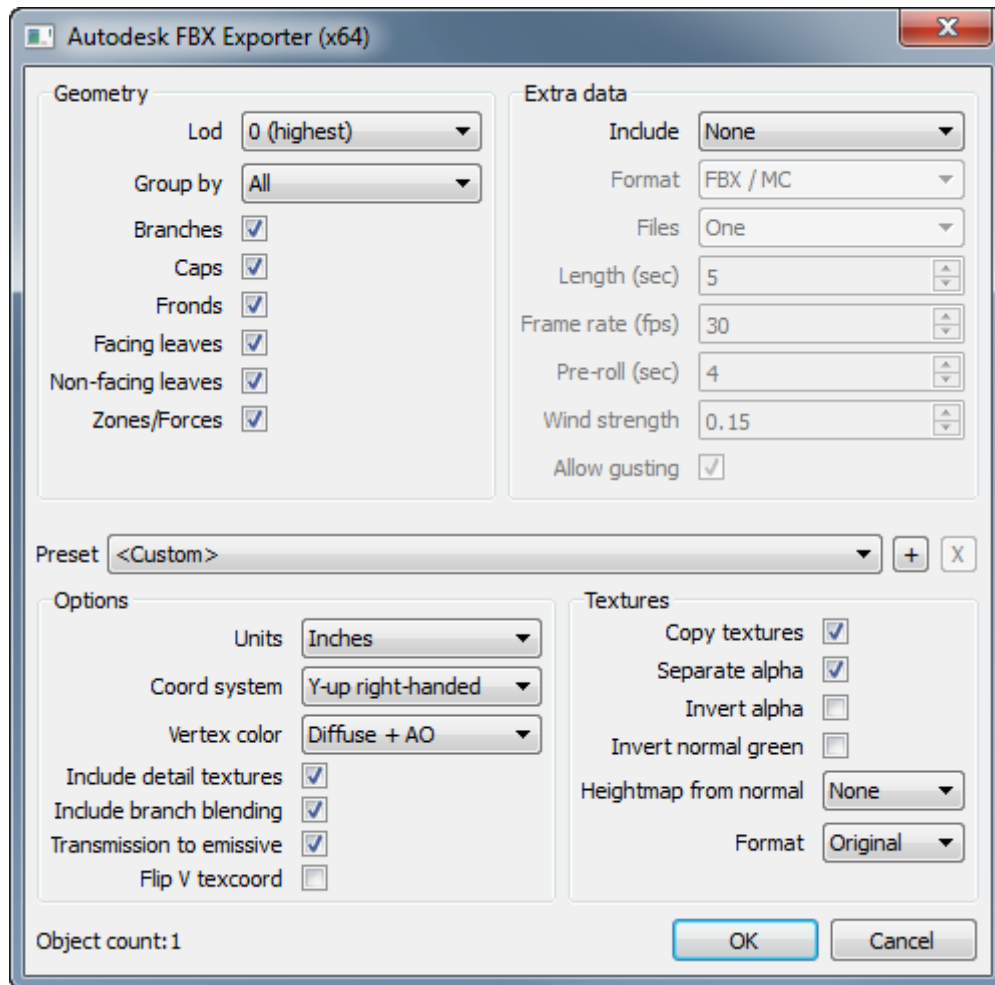 Autodesk FBX Exporter (x64)
Geometry
Lod 0 (highest)
Group by All
Branches
Caps
Fronds
Facing leaves
Non-facing leaves
Zones/Forces
Extra data
Include None
Format FBX / MC
Files One
Length (sec) 5
Frame rate (fps) 30
Pre-roll (sec) 4
Wind strength 0.15
Allow gusting
Preset <Custom> + X
Options
Units Inches
Coord system Y-up right-handed
Vertex color Diffuse + AO
Include detail textures
Include branch blending
Transmission to emissive
Flip V texcoord
Textures
Copy textures
Separate alpha
Invert alpha
Invert normal green
Heightmap from normal None
Format Original
Object count: 1
OK Cancel